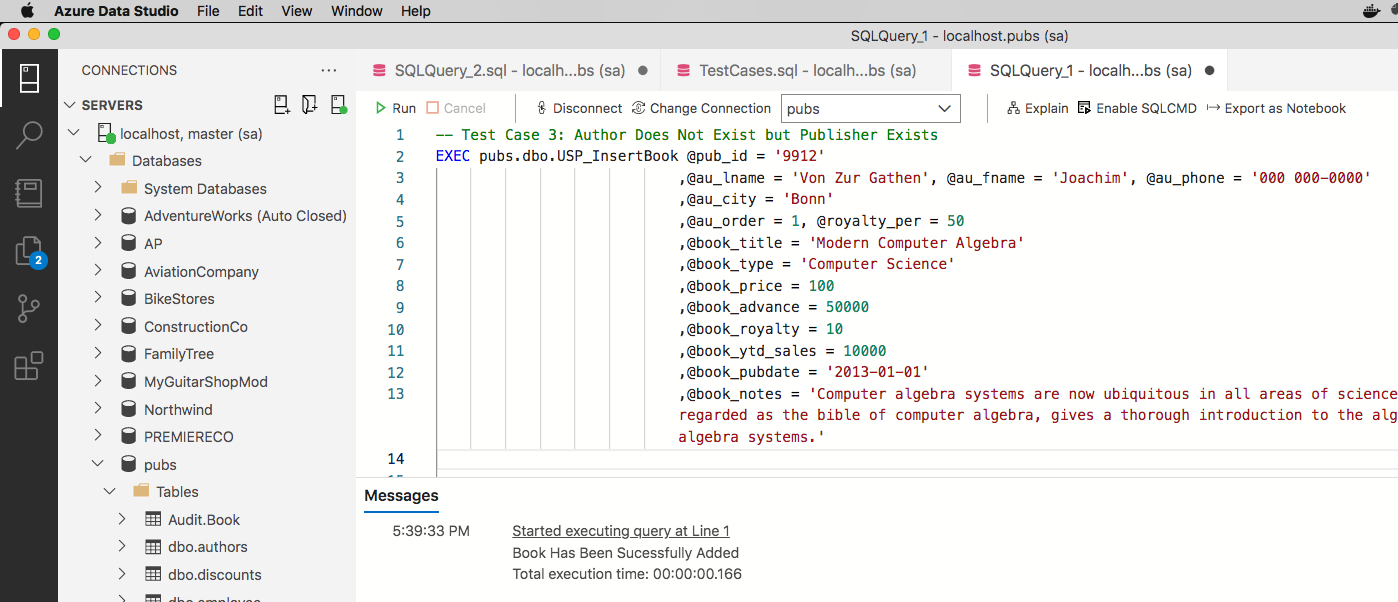 Azure Data Studio File Edit View Window Help
SQLQuery_1 - localhost.pubs (sa)
CONNECTIONS
SQLQuery_2.sql - localh...bs (sa)
TestCases.sql - localh...bs (sa)
SQLQuery_1 - localh...bs (sa)
SERVERS
Run Cancel Disconnect Change Connection pubs Explain Enable SQLCMD Export as Notebook
localhost, master (sa)
Databases
System Databases
AdventureWorks (Auto Closed)
AP
AviationCompany
BikeStores
ConstructionCo
FamilyTree
MyGuitarShopMod
Northwind
PREMIERECO
pubs
Tables
Audit.Book
dbo.authors
dbo.discounts
dbo.employee
2
1 -- Test Case 3: Author Does Not Exist but Publisher Exists
2 EXEC pubs.dbo.USP_InsertBook @pub_id = '9912'
3 ,@au_lname = 'Von Zur Gathen', @au_fname = 'Joachim', @au_phone = '000 000-0000'
4 ,@au_city = 'Bonn'
5 ,@au_order = 1, @royalty_per = 50
6 ,@book_title = 'Modern Computer Algebra'
7 ,@book_type = 'Computer Science'
8 ,@book_price = 100
9 ,@book_advance = 50000
10 ,@book_royalty = 10
11 ,@book_ytd_sales = 10000
12 ,@book_pubdate = '2013-01-01'
13 ,@book_notes = 'Computer algebra systems are now ubiquitous in all areas of science
regarded as the bible of computer algebra, gives a thorough introduction to the alg
algebra systems.'
14
Messages
5:39:33 PM Started executing query at Line 1
Book Has Been Sucessfully Added
Total execution time: 00:00:00.166